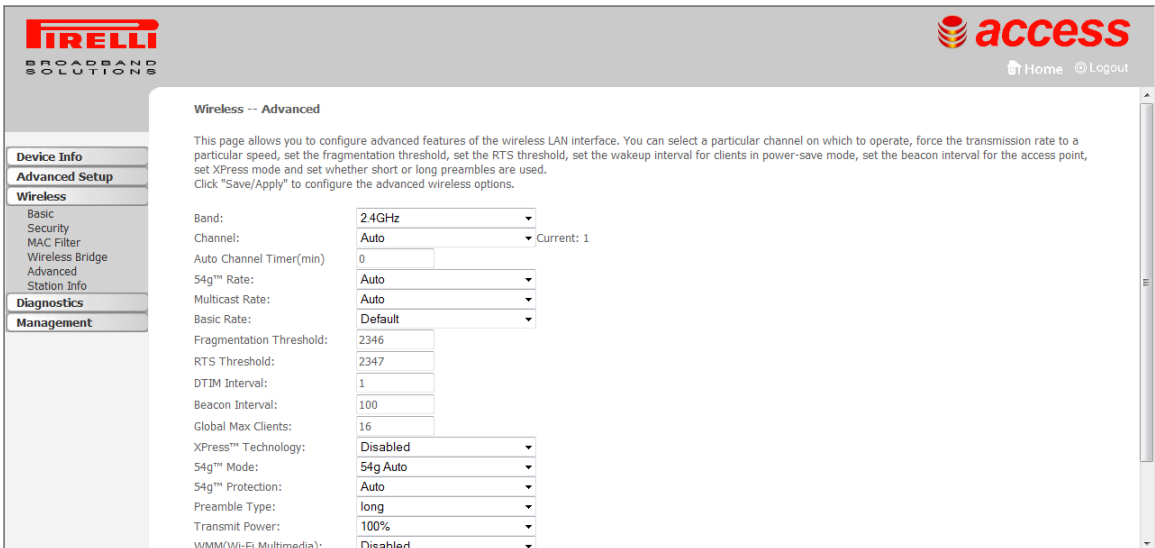 PIRELLI
BROADBAND
SOLUTIONS
access
Home Logout
Device Info
Advanced Setup
Wireless
Basic
Security
MAC Filter
Wireless Bridge
Advanced
Station Info
Diagnostics
Management
Wireless -- Advanced
This page allows you to configure advanced features of the wireless LAN interface. You can select a particular channel on which to operate, force the transmission rate to a
particular speed, set the fragmentation threshold, set the RTS threshold, set the wakeup interval for clients in power-save mode, set the beacon interval for the access point,
set XPress mode and set whether short or long preambles are used.
Click "Save/Apply" to configure the advanced wireless options.
Band: 2.4GHz
Channel: Auto Current: 1
Auto Channel Timer(min) 0
54g™ Rate: Auto
Multicast Rate: Auto
Basic Rate: Default
Fragmentation Threshold: 2346
RTS Threshold: 2347
DTIM Interval: 1
Beacon Interval: 100
Global Max Clients: 16
XPress™ Technology: Disabled
54g™ Mode: 54g Auto
54g™ Protection: Auto
Preamble Type: long
Transmit Power: 100%
WMM(Wi-Fi Multimedia): Disabled